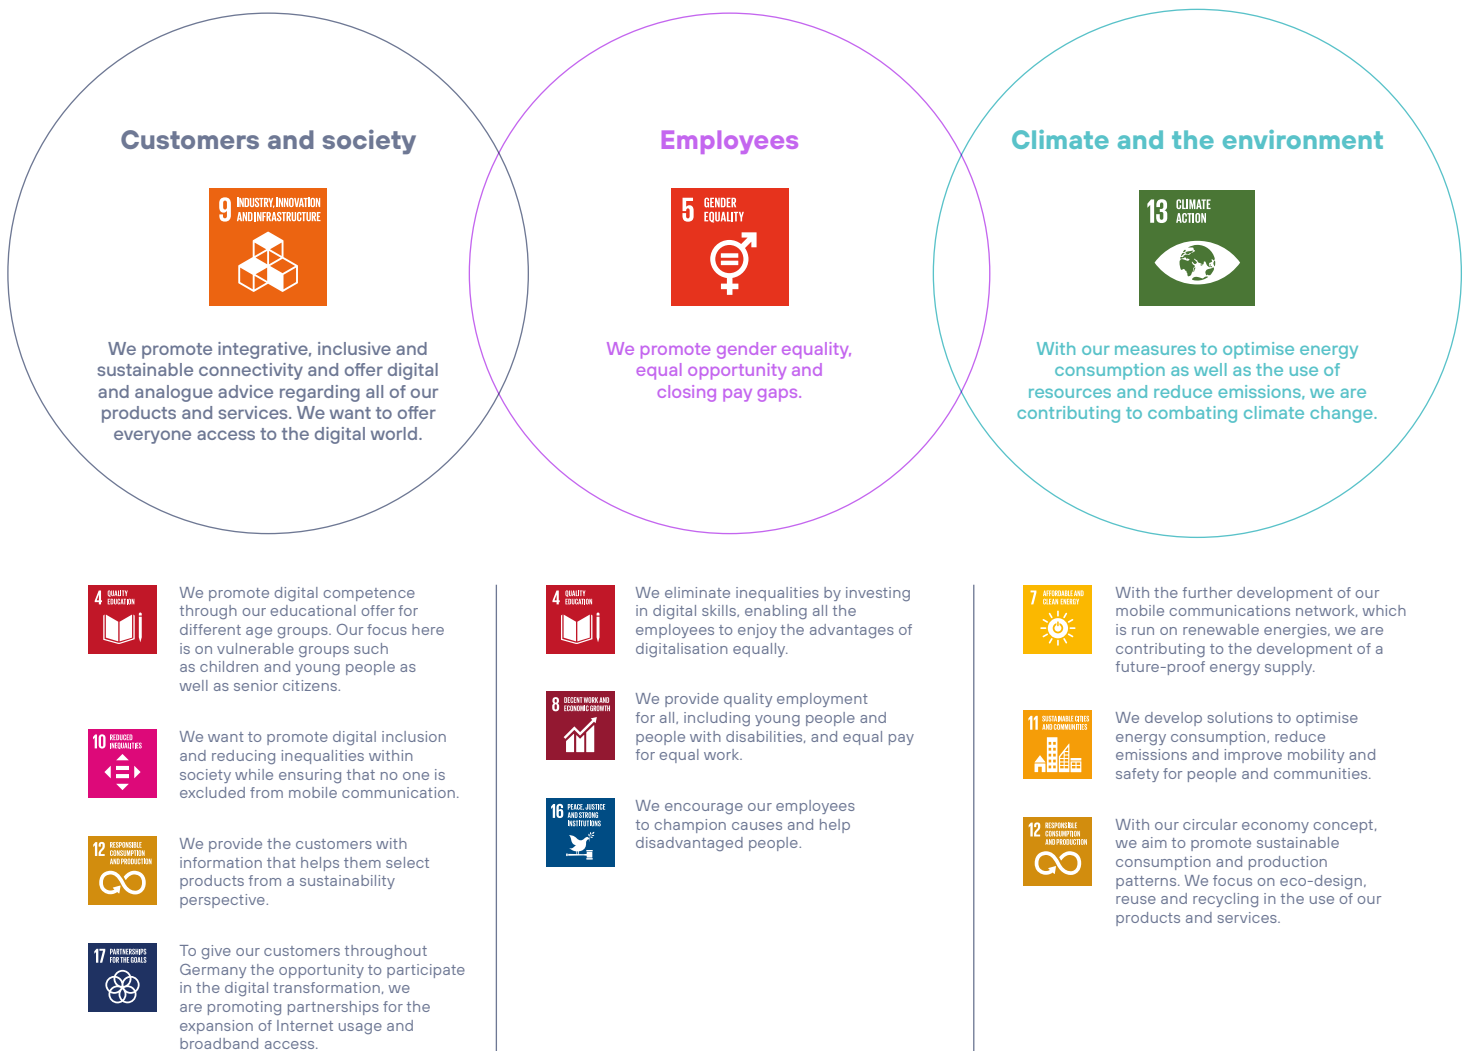 Customers and society
9 INDUSTRY, INNOVATION
AND INFRASTRUCTURE
We promote integrative, inclusive and
sustainable connectivity and offer digital
and analogue advice regarding all of our
products and services. We want to offer
everyone access to the digital world.
Employees
5 GENDER
EQUALITY
We promote gender equality,
equal opportunity and
closing pay gaps.
Climate and the environment
13 CLIMATE
ACTION
With our measures to optimise energy
consumption as well as the use of
resources and reduce emissions, we are
contributing to combating climate change.
4 QUALITY
EDUCATION
We promote digital competence
through our educational offer for
different age groups. Our focus here
is on vulnerable groups such
as children and young people as
well as senior citizens.
10 REDUCED
INEQUALITIES
We want to promote digital inclusion
and reducing inequalities within
society while ensuring that no one is
excluded from mobile communication.
12 RESPONSIBLE
CONSUMPTION
AND PRODUCTION
We provide the customers with
information that helps them select
products from a sustainability
perspective.
17 PARTNERSHIPS
FOR THE GOALS
To give our customers throughout
Germany the opportunity to participate
in the digital transformation, we
are promoting partnerships for the
expansion of Internet usage and
broadband access.
4 QUALITY
EDUCATION
We eliminate inequalities by investing
in digital skills, enabling all the
employees to enjoy the advantages of
digitalisation equally.
8 DECENT WORK AND
ECONOMIC GROWTH
We provide quality employment
for all, including young people and
people with disabilities, and equal pay
for equal work.
16 PEACE, JUSTICE
AND STRONG
INSTITUTIONS
We encourage our employees
to champion causes and help
disadvantaged people.
7 AFFORDABLE AND
CLEAN ENERGY
With the further development of our
mobile communications network, which
is run on renewable energies, we are
contributing to the development of a
future-proof energy supply.
11 SUSTAINABLE CITIES
AND COMMUNITIES
We develop solutions to optimise
energy consumption, reduce
emissions and improve mobility and
safety for people and communities.
12 RESPONSIBLE
CONSUMPTION
AND PRODUCTION
With our circular economy concept,
we aim to promote sustainable
consumption and production
patterns. We focus on eco-design,
reuse and recycling in the use of our
products and services.